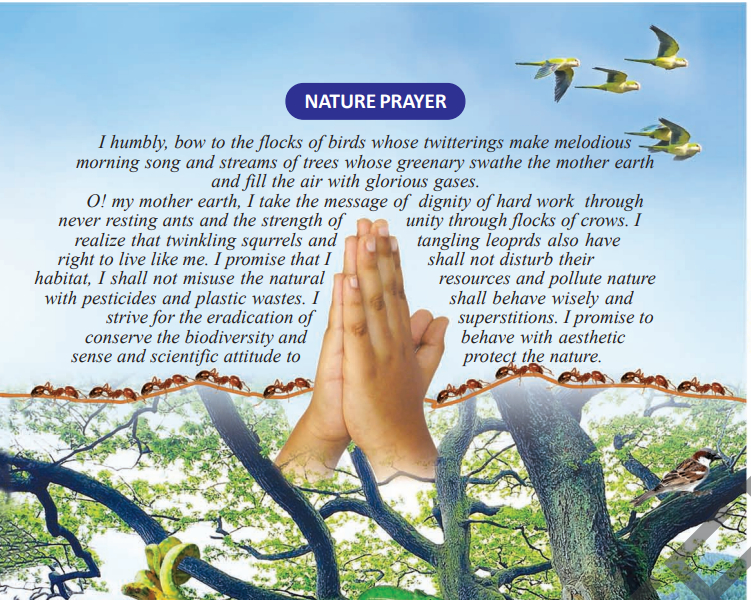 NATURE PRAYER
I humbly, bow to the flocks of birds whose twitterings make melodious
morning song and streams of trees whose greenary swathe the mother earth
and fill the air with glorious gases.
O! my mother earth, I take the message of dignity of hard work through
never resting ants and the strength of unity through flocks of crows. I
realize that twinkling squrrels and tangling leoprds also have
right to live like me. I promise that I shall not disturb their
habitat, I shall not misuse the natural resources and pollute nature
with pesticides and plastic wastes. I shall behave wisely and
strive for the eradication of superstitions. I promise to
conserve the biodiversity and behave with aesthetic
sense and scientific attitude to protect the nature.